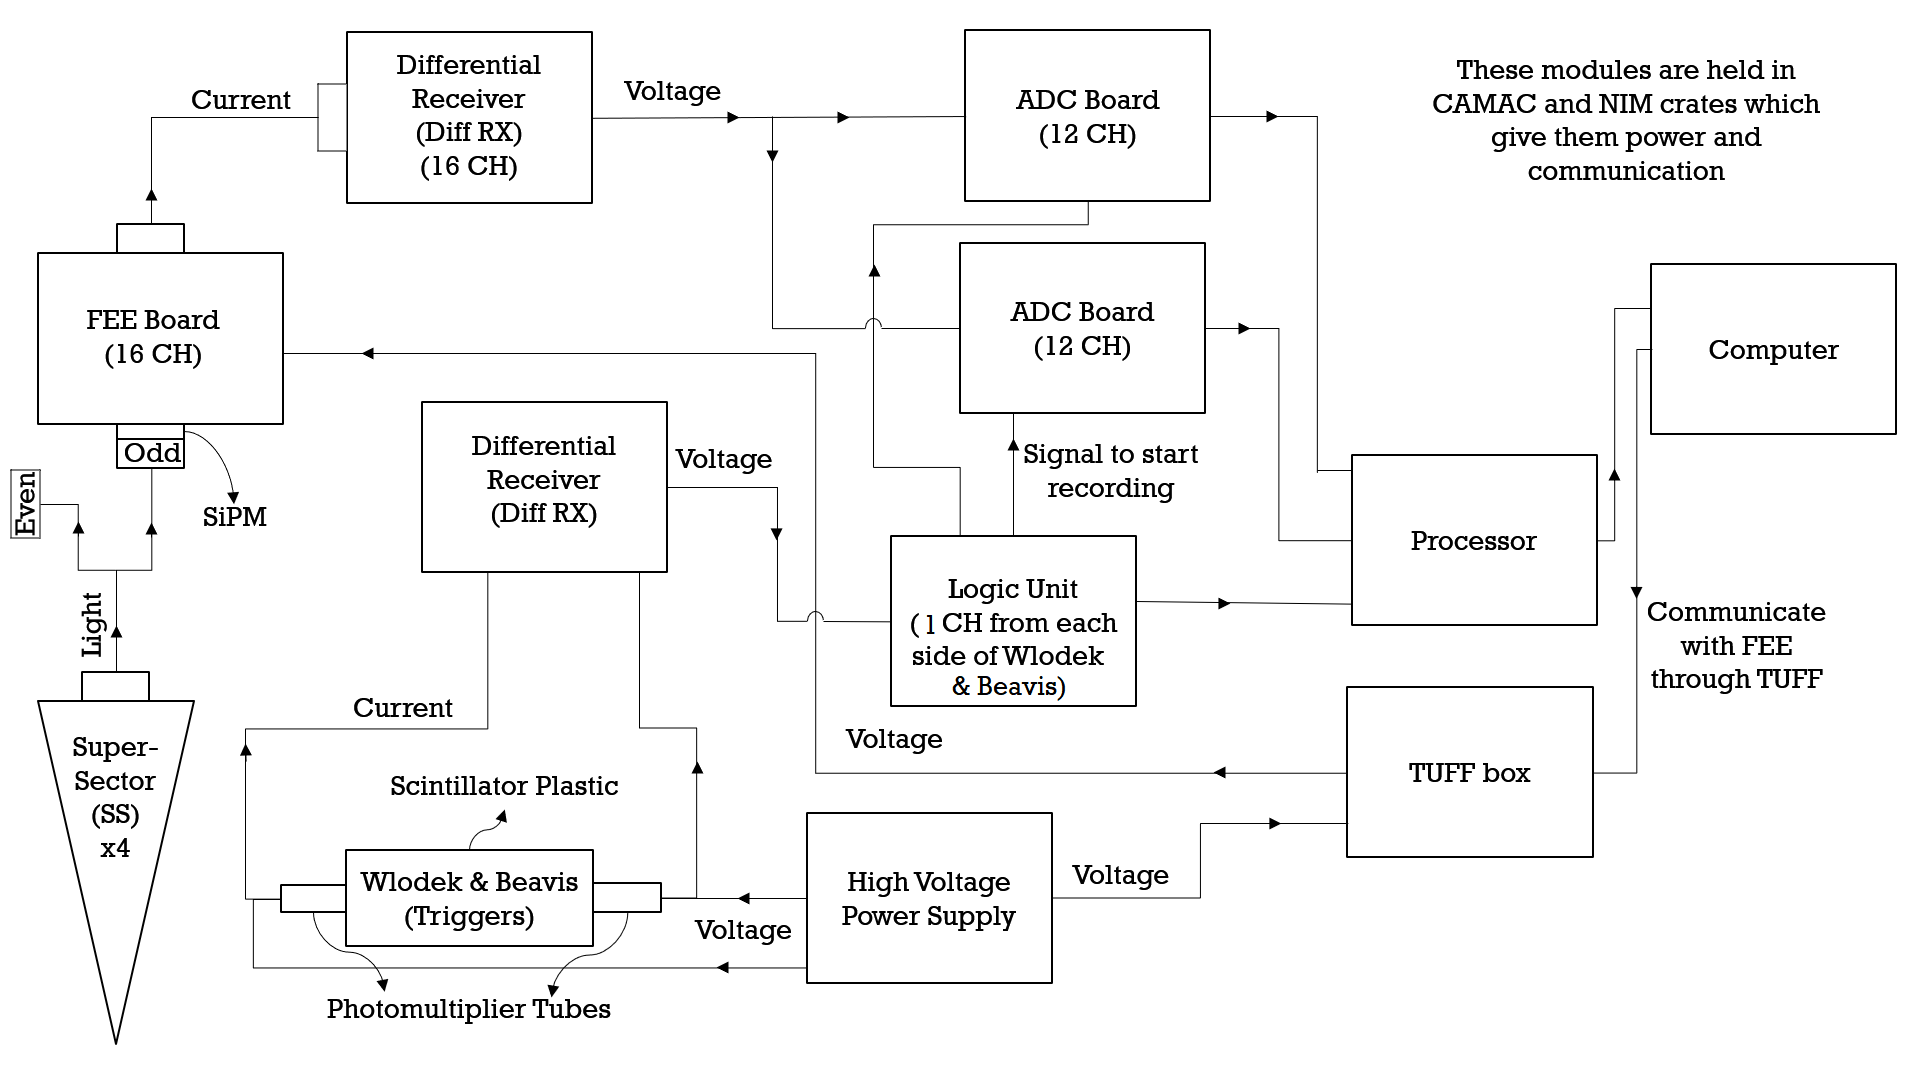 Differential
Receiver
(Diff RX)
(16 CH)
Current
Voltage
ADC Board
(12 CH)
These modules are held in
CAMAC and NIM crates which
give them power and
communication
FEE Board
(16 CH)
ADC Board
(12 CH)
Computer
Odd
Even
SiPM
Differential
Receiver
(Diff RX)
Voltage
Signal to start
recording
Processor
Light
Logic Unit
(1 CH from each
side of Wlodek
& Beavis)
Communicate
with FEE
through TUFF
Super-
Sector
(SS)
x4
Current
Voltage
TUFF box
Scintillator Plastic
Wlodek & Beavis
(Triggers)
High Voltage
Power Supply
Voltage
Voltage
Photomultiplier Tubes